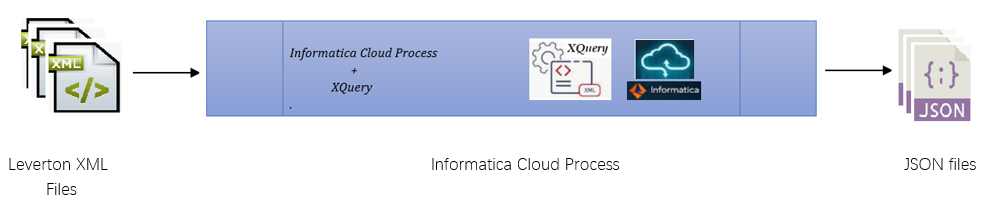 XML
</>
Informatica Cloud Process
+
XQuery
.
XQuery
<>
XML
Informatica
{;}
JSON
Leverton XML
Files
Informatica Cloud Process
JSON files